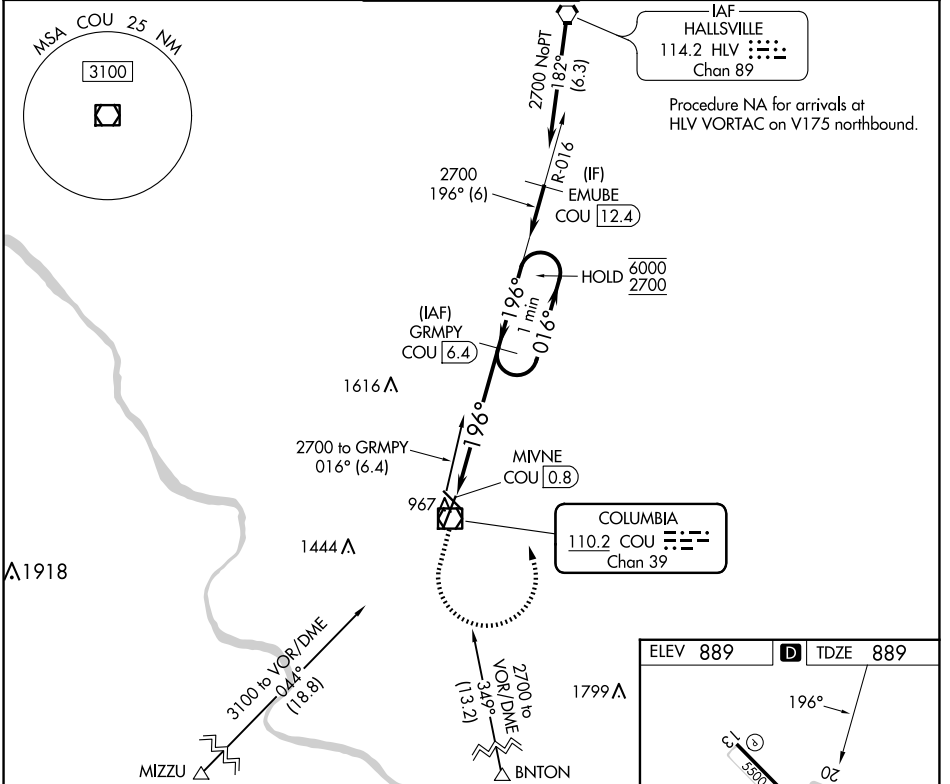 MSA COU 25 NM
3100
IAF
HALLSVILLE
114.2 HLV
Chan 89
Procedure NA for arrivals at
HLV VORTAC on V175 northbound.
2700 NoPT
182°
(6.3)
R-016
2700
196° (6)
(IF)
EMUBE
COU 12.4
HOLD 6000
2700
196°
1 min
016°
(IAF)
GRMPY
COU 6.4
1616
196°
2700 to GRMPY
016° (6.4)
MIVNE
COU 0.8
967
COLUMBIA
110.2 COU
Chan 39
1444
1918
3100 to VOR/DME
044°
(18.8)
2700 to
VOR/DME
349°
(13.2)
1799
MIZZU
BNTON
ELEV 889 D TDZE 889
196°
13
P
5500
20